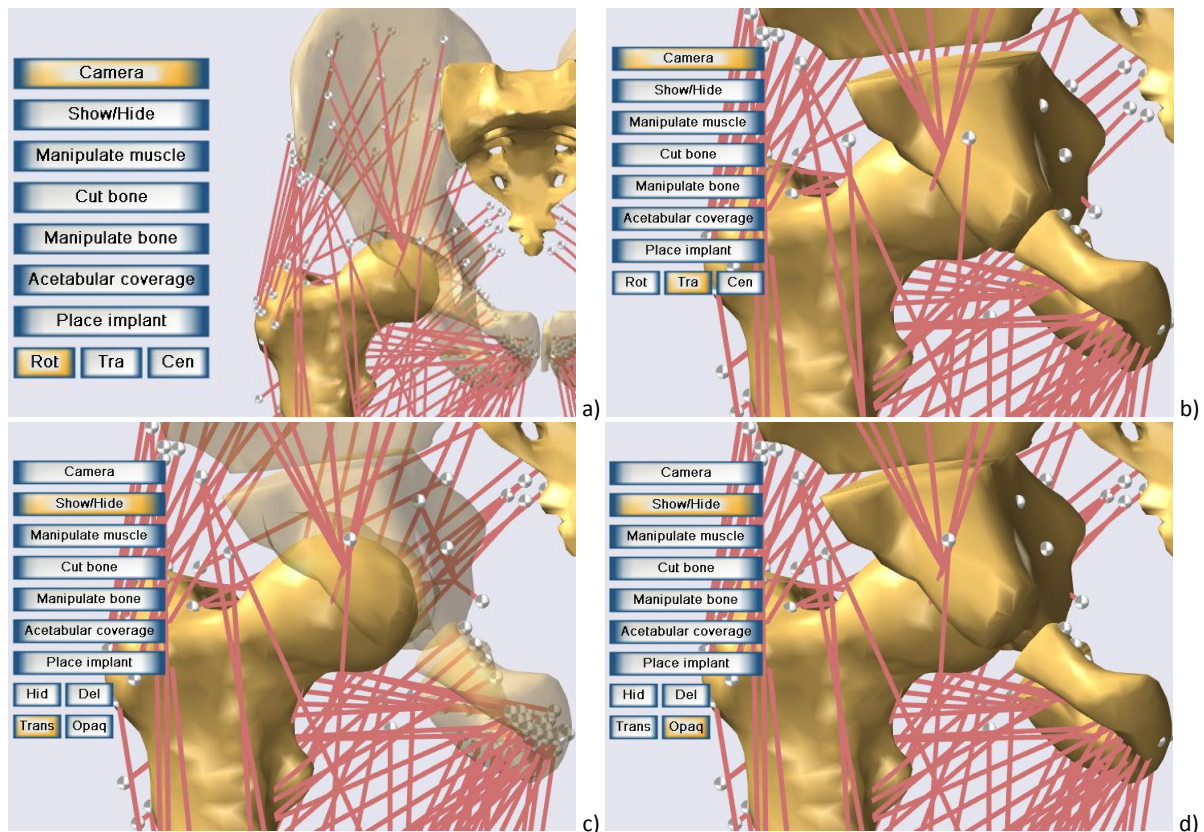 Camera
Show/Hide
Manipulate muscle
Cut bone
Manipulate bone
Acetabular coverage
Place implant
Rot Tra Cen
a)
Camera
Show/Hide
Manipulate muscle
Cut bone
Manipulate bone
Acetabular coverage
Place implant
Rot Tra Cen
b)
Camera
Show/Hide
Manipulate muscle
Cut bone
Manipulate bone
Acetabular coverage
Place implant
Hid Del
Trans Opaq
c)
Camera
Show/Hide
Manipulate muscle
Cut bone
Manipulate bone
Acetabular coverage
Place implant
Hid Del
Trans Opaq
d)